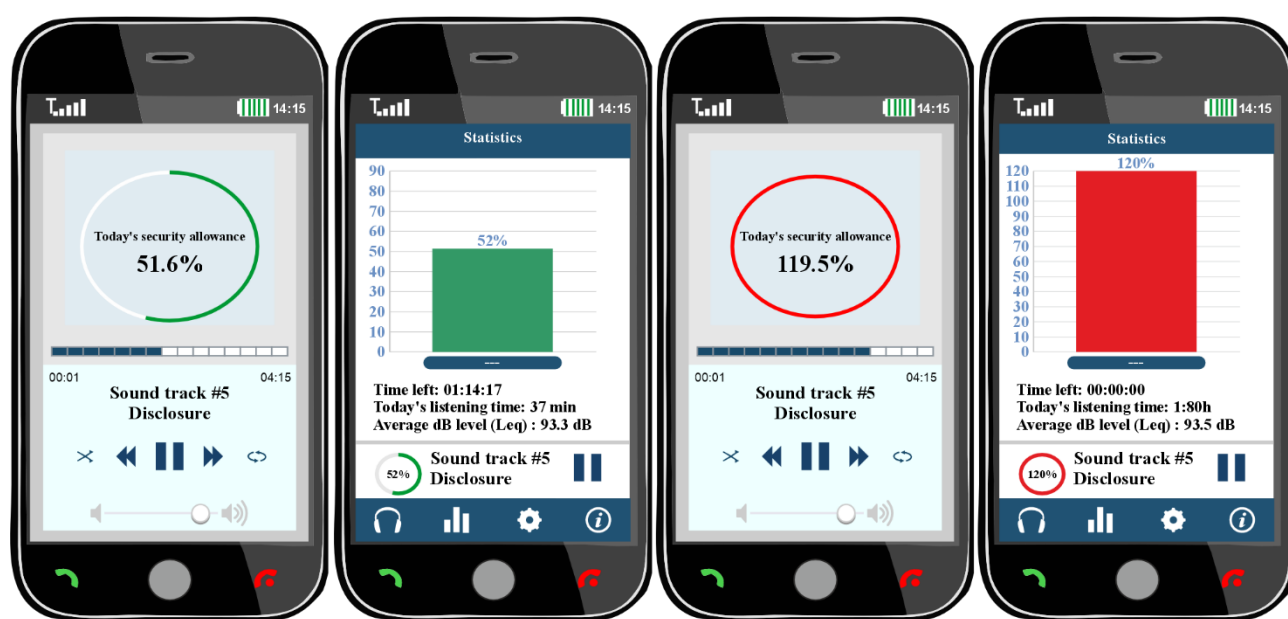 14:15
Today's security allowance
51.6%
00:01 04:15
Sound track #5
Disclosure
14:15
Statistics
90
80
70
60
50
40
30
20
10
0
52%
---
Time left: 01:14:17
Today's listening time: 37 min
Average dB level (Leq) : 93.3 dB
52%
Sound track #5
Disclosure
i
14:15
Today's security allowance
119.5%
00:01 04:15
Sound track #5
Disclosure
14:15
Statistics
120%
120
110
100
90
80
70
60
50
40
30
20
10
0
---
Time left: 00:00:00
Today's listening time: 1:80h
Average dB level (Leq) : 93.5 dB
120%
Sound track #5
Disclosure
i